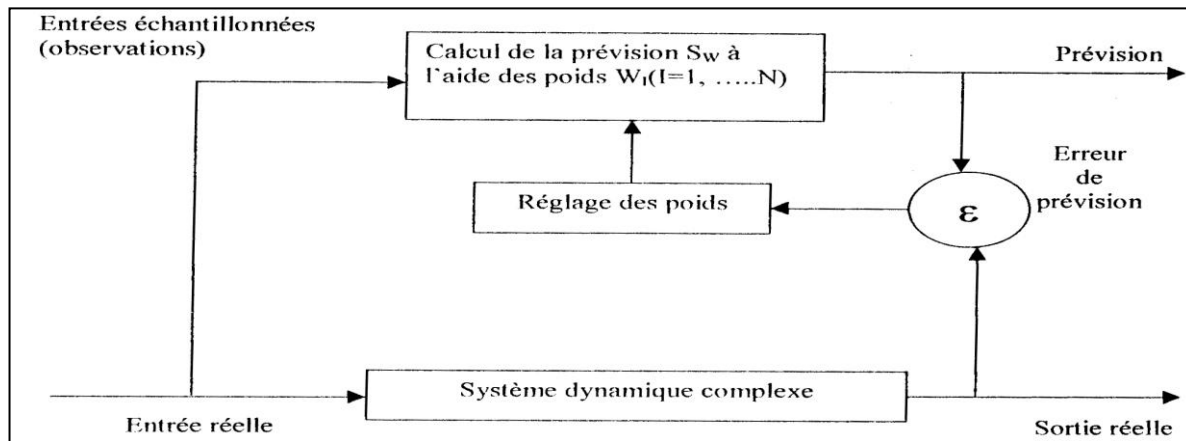 Entrées échantillonnées
(observations)
Calcul de la prévision Sw à
l'aide des poids WI(I=1, …..N)
Prévision
Erreur
de
prévision
Réglage des poids
ε
Système dynamique complexe
Entrée réelle
Sortie réelle